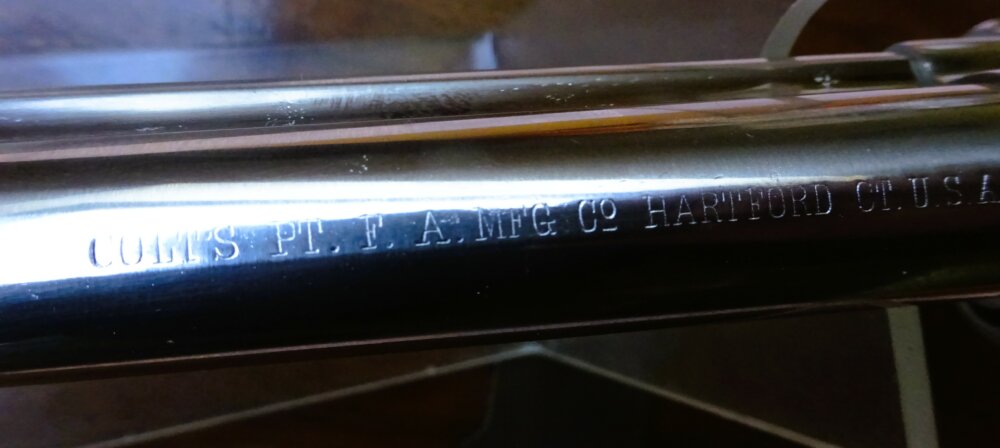 COLT'S PT. F. A. MFG Cº HARTFORD CT. U.S.A